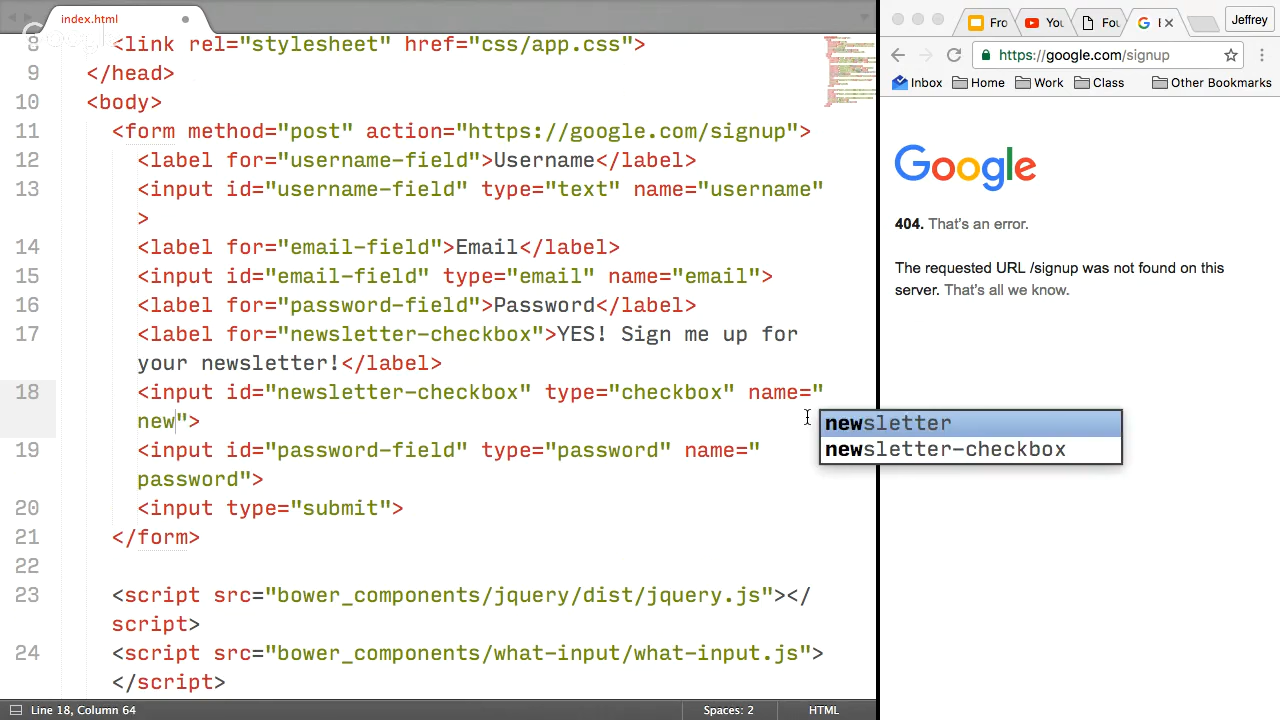 index.html
8 <link rel="stylesheet" href="css/app.css">
9 </head>
10 <body>
11 <form method="post" action="https://google.com/signup">
12 <label for="username-field">Username</label>
13 <input id="username-field" type="text" name="username"
>
14 <label for="email-field">Email</label>
15 <input id="email-field" type="email" name="email">
16 <label for="password-field">Password</label>
17 <label for="newsletter-checkbox">YES! Sign me up for
your newsletter!</label>
18 <input id="newsletter-checkbox" type="checkbox" name="
new">
newsletter
newsletter-checkbox
19 <input id="password-field" type="password" name="
password">
20 <input type="submit">
21 </form>
22
23 <script src="bower_components/jquery/dist/jquery.js"></
script>
24 <script src="bower_components/what-input/what-input.js">
</script>
Line 18, Column 64
Spaces: 2
HTML
Fro
You
Fou
Jeffrey
https://google.com/signup
Inbox Home Work Class Other Bookmarks
Google
404. That's an error.
The requested URL /signup was not found on this
server. That's all we know.